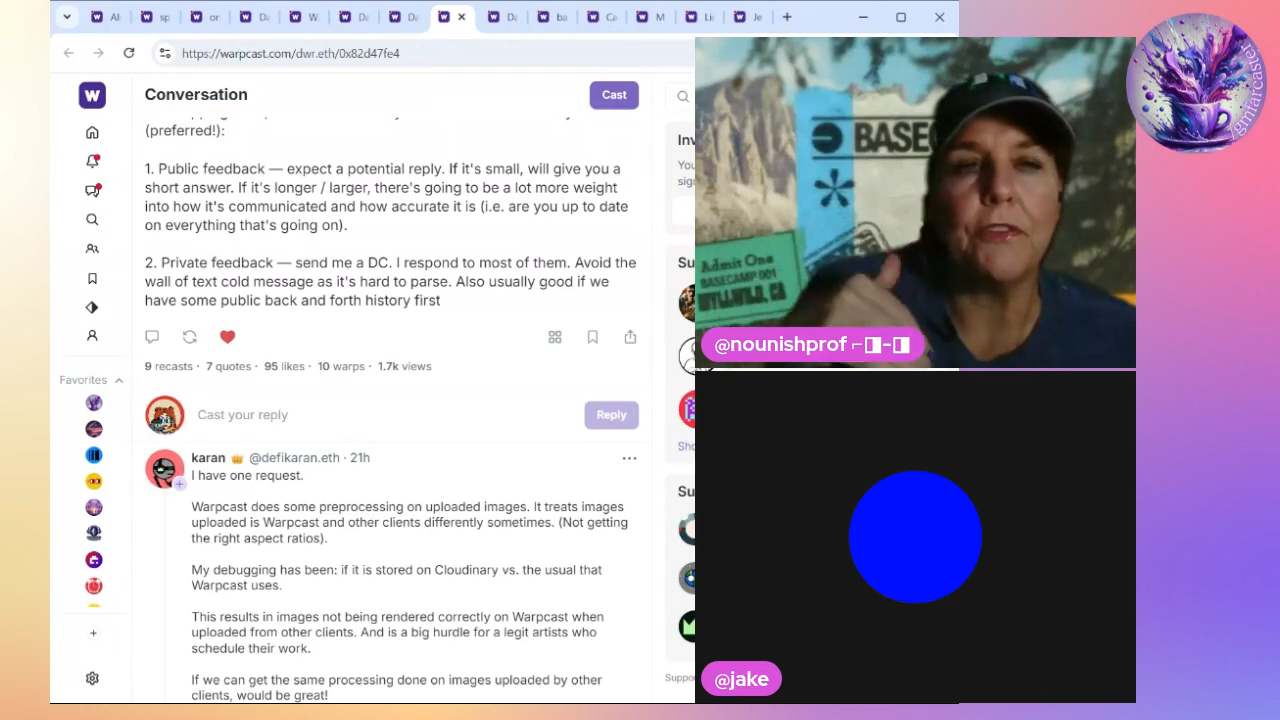 https://warpcast.com/dwr.eth/0x82d47fe4
W
Conversation
Cast
(preferred!):
1. Public feedback — expect a potential reply. If it's small, will give you a
short answer. If it's longer / larger, there's going to be a lot more weight
into how it's communicated and how accurate it is (i.e. are you up to date
on everything that's going on).
2. Private feedback — send me a DC. I respond to most of them. Avoid the
wall of text cold message as it's hard to parse. Also usually good if we
have some public back and forth history first
9 recasts · 7 quotes · 95 likes · 10 warps · 1.7k views
Favorites
Cast your reply
Reply
karan @defikaran.eth · 21h
I have one request.
Warpcast does some preprocessing on uploaded images. It treats images
uploaded is Warpcast and other clients differently sometimes. (Not getting
the right aspect ratios).
My debugging has been: if it is stored on Cloudinary vs. the usual that
Warpcast uses.
This results in images not being rendered correctly on Warpcast when
uploaded from other clients. And is a big hurdle for a legit artists who
schedule their work.
If we can get the same processing done on images uploaded by other
clients, would be great!
BASEC
Admit One
BASECAMP 001
IDYLLWILD, CA
@nounishprof ⌐◨-◨
@jake
/gmfarcaster